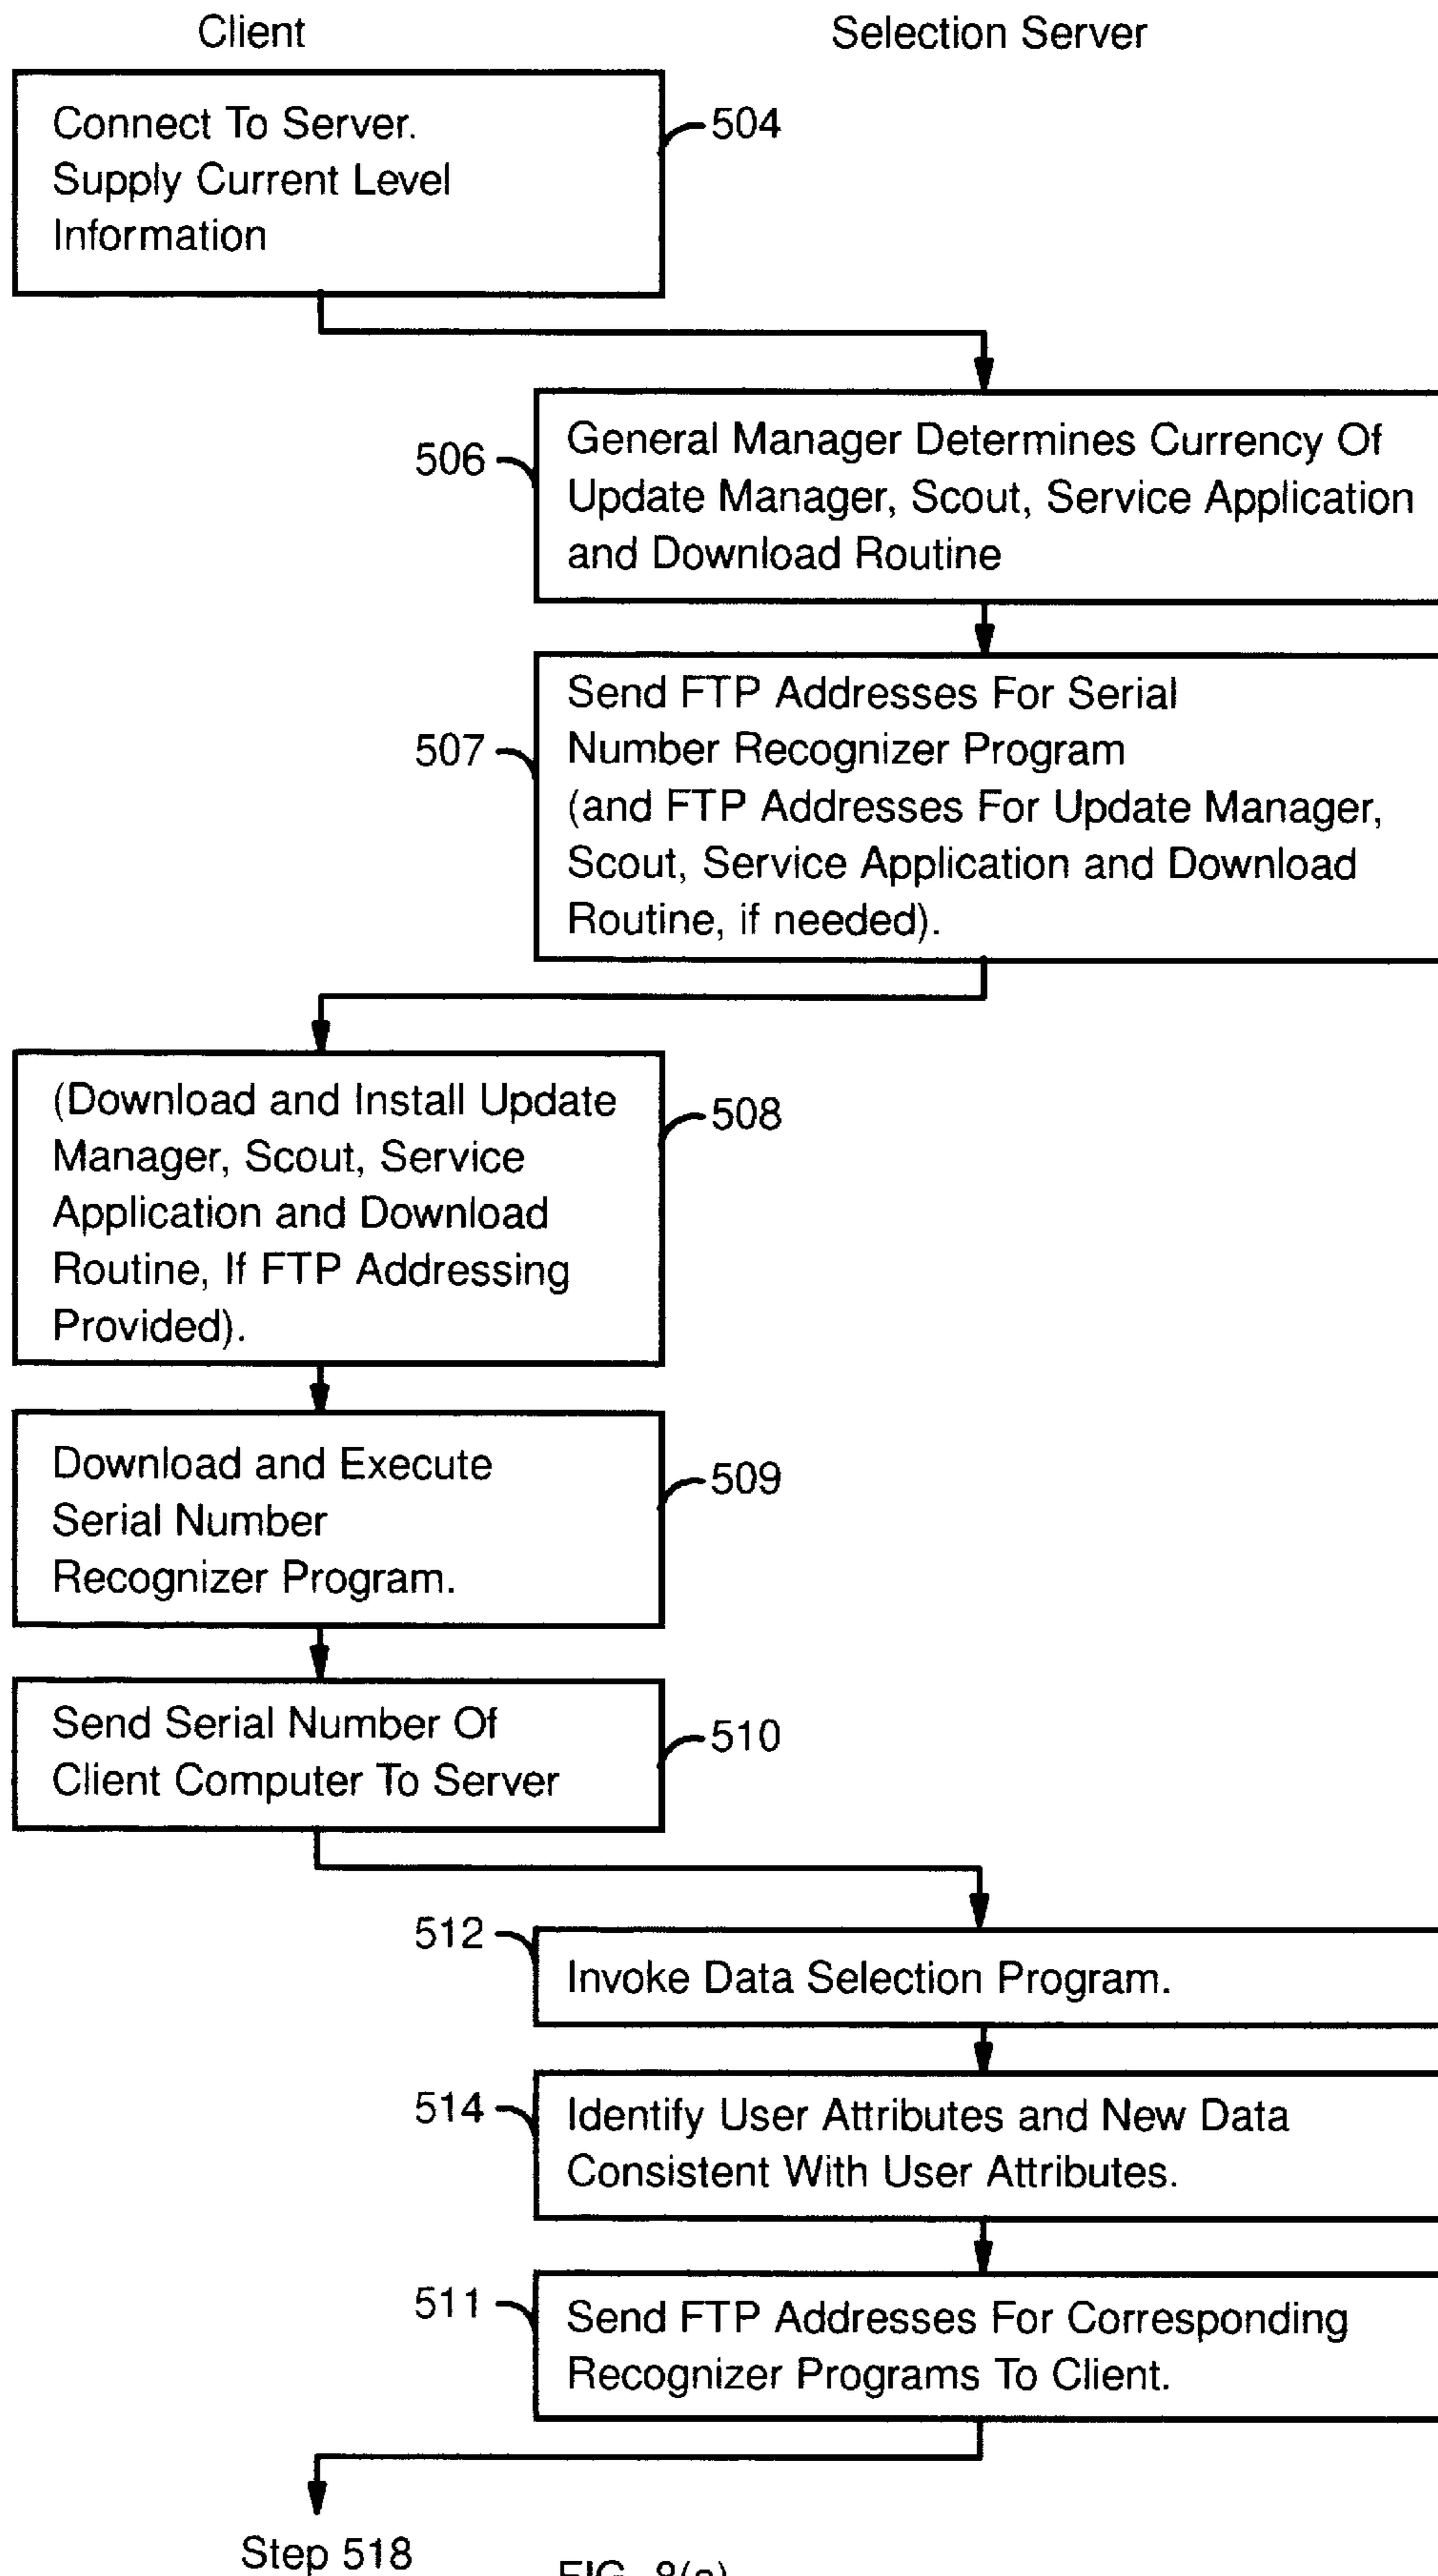 Client
Selection Server
Connect To Server.
Supply Current Level
Information
504
506
General Manager Determines Currency Of
Update Manager, Scout, Service Application
and Download Routine
507
Send FTP Addresses For Serial
Number Recognizer Program
(and FTP Addresses For Update Manager,
Scout, Service Application and Download
Routine, if needed).
(Download and Install Update
Manager, Scout, Service
Application and Download
Routine, If FTP Addressing
Provided).
508
Download and Execute
Serial Number
Recognizer Program.
509
Send Serial Number Of
Client Computer To Server
510
512
Invoke Data Selection Program.
514
Identify User Attributes and New Data
Consistent With User Attributes.
511
Send FTP Addresses For Corresponding
Recognizer Programs To Client.
Step 518
FIG. 8(a)